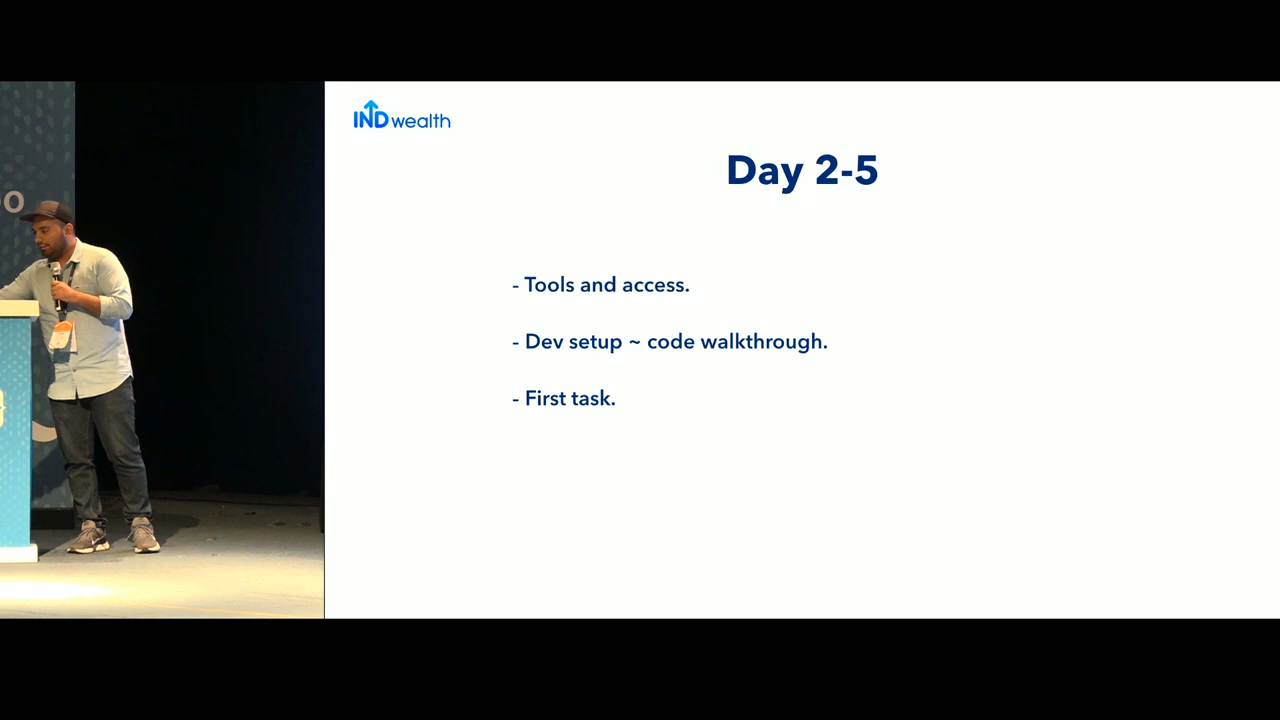 INDwealth
Day 2-5
- Tools and access.
- Dev setup ~ code walkthrough.
- First task.